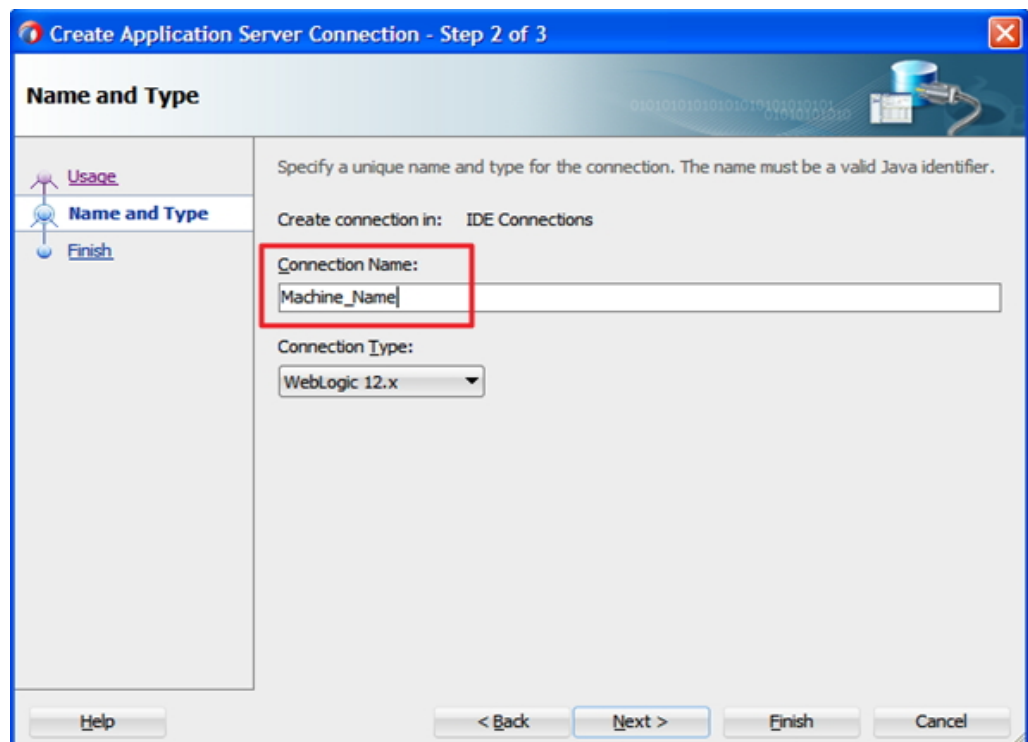 Create Application Server Connection - Step 2 of 3
Name and Type
Usage
Name and Type
Finish
Specify a unique name and type for the connection. The name must be a valid Java identifier.
Create connection in: IDE Connections
Connection Name:
Machine_Name
Connection Type:
WebLogic 12.x
Help
< Back
Next >
Finish
Cancel